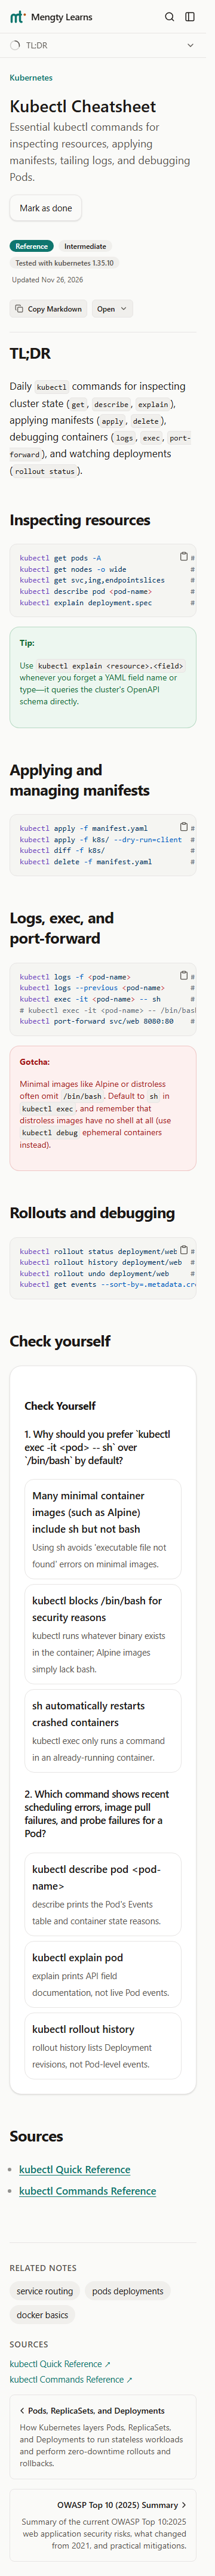 Mengty Learns
TL;DR
Kubernetes
Kubectl Cheatsheet
Essential kubectl commands for
inspecting resources, applying
manifests, tailing logs, and debugging
Pods.
Mark as done
Reference Intermediate
Tested with kubernetes 1.35.10
Updated Nov 26, 2026
Copy Markdown Open
TL;DR
Daily kubectl commands for inspecting
cluster state (get, describe, explain),
applying manifests (apply, delete),
debugging containers (logs, exec, port-
forward), and watching deployments
(rollout status).
Inspecting resources
kubectl get pods -A #
kubectl get nodes -o wide #
kubectl get svc,ing,endpointslices #
kubectl describe pod <pod-name> #
kubectl explain deployment.spec #
Tip:
Use kubectl explain <resource>.<field>
whenever you forget a YAML field name or
type—it queries the cluster's OpenAPI
schema directly.
Applying and
managing manifests
kubectl apply -f manifest.yaml #
kubectl apply -f k8s/ --dry-run=client #
kubectl diff -f k8s/ #
kubectl delete -f manifest.yaml #
Logs, exec, and
port-forward
kubectl logs -f <pod-name> #
kubectl logs --previous <pod-name> #
kubectl exec -it <pod-name> -- sh #
# kubectl exec -it <pod-name> -- /bin/bas
kubectl port-forward svc/web 8080:80 #
Gotcha:
Minimal images like Alpine or distroless
often omit /bin/bash. Default to sh in
kubectl exec, and remember that
distroless images have no shell at all (use
kubectl debug ephemeral containers
instead).
Rollouts and debugging
kubectl rollout status deployment/web #
kubectl rollout history deployment/web #
kubectl rollout undo deployment/web #
kubectl get events --sort-by=.metadata.cr
Check yourself
Check Yourself
1. Why should you prefer `kubectl
exec -it <pod> -- sh` over
`/bin/bash` by default?
Many minimal container
images (such as Alpine)
include sh but not bash
Using sh avoids 'executable file not
found' errors on minimal images.
kubectl blocks /bin/bash for
security reasons
kubectl runs whatever binary exists
in the container; Alpine images
simply lack bash.
sh automatically restarts
crashed containers
kubectl exec only runs a command
in an already-running container.
2. Which command shows recent
scheduling errors, image pull
failures, and probe failures for a
Pod?
kubectl describe pod <pod-
name>
describe prints the Pod's Events
table and container state reasons.
kubectl explain pod
explain prints API field
documentation, not live Pod events.
kubectl rollout history
rollout history lists Deployment
revisions, not Pod-level events.
Sources
kubectl Quick Reference
kubectl Commands Reference
RELATED NOTES
service routing pods deployments
docker basics
SOURCES
kubectl Quick Reference ↗
kubectl Commands Reference ↗
Pods, ReplicaSets, and Deployments
How Kubernetes layers Pods, ReplicaSets,
and Deployments to run stateless workloads
and perform zero-downtime rollouts and
rollbacks.
OWASP Top 10 (2025) Summary
Summary of the current OWASP Top 10:2025
web application security risks, what changed
from 2021, and practical mitigations.